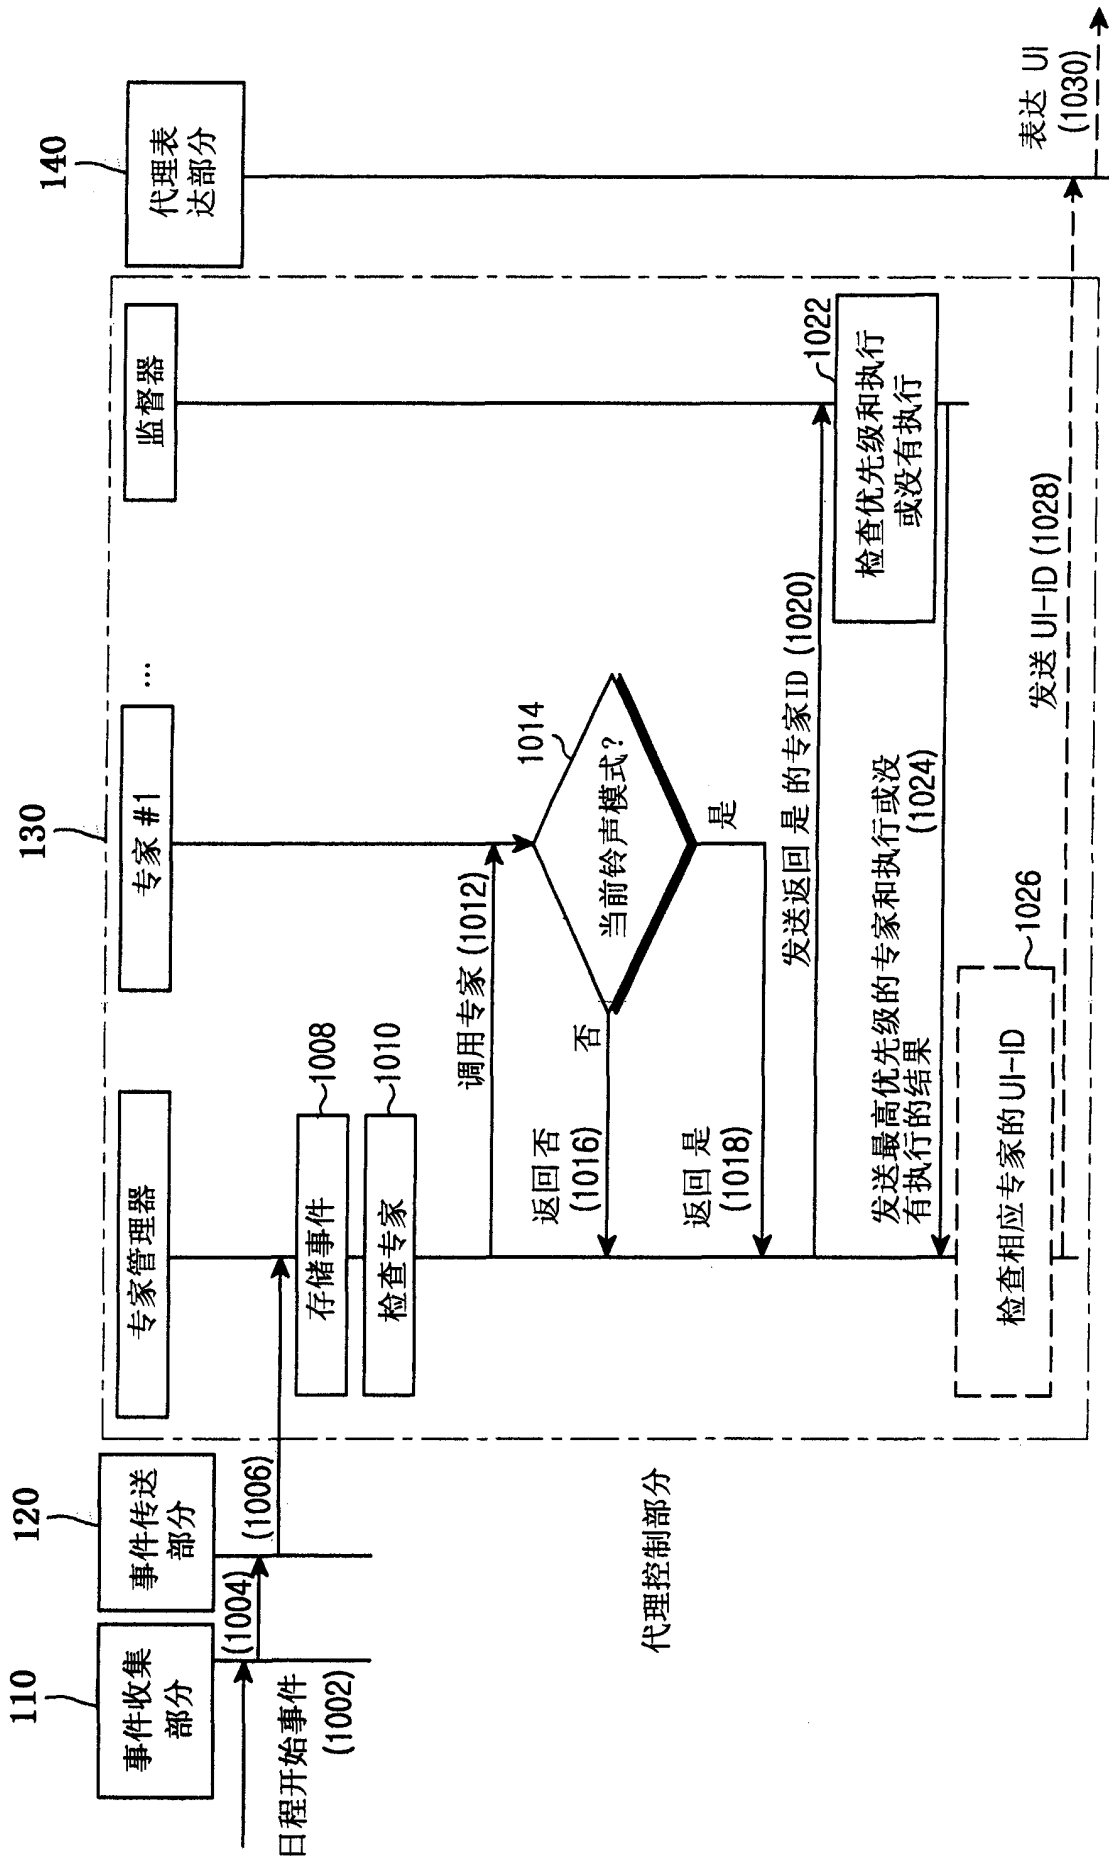 110
事件收集
部分
120
事件传送
部分
130
专家管理器
专家 #1
...
监督器
140
代理表
达部分
日程开始事件
(1002)
(1004)
(1006)
存储事件
1008
检查专家
1010
调用专家 (1012)
1014
当前铃声模式?
否
返回 否
(1016)
是
返回 是
(1018)
发送返回 是 的专家ID (1020)
1022
检查优先级和执行
或没有执行
发送最高优先级的专家和执行或没
有执行的结果
(1024)
1026
检查相应专家的 UI-ID
发送 UI-ID (1028)
表达 UI
(1030)
代理控制部分